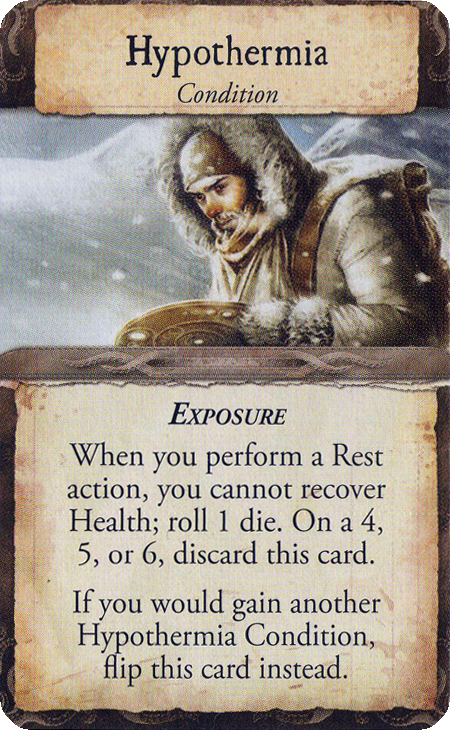 Hypothermia
Condition
Exposure
When you perform a Rest
action, you cannot recover
Health; roll 1 die. On a 4,
5, or 6, discard this card.
If you would gain another
Hypothermia Condition,
flip this card instead.